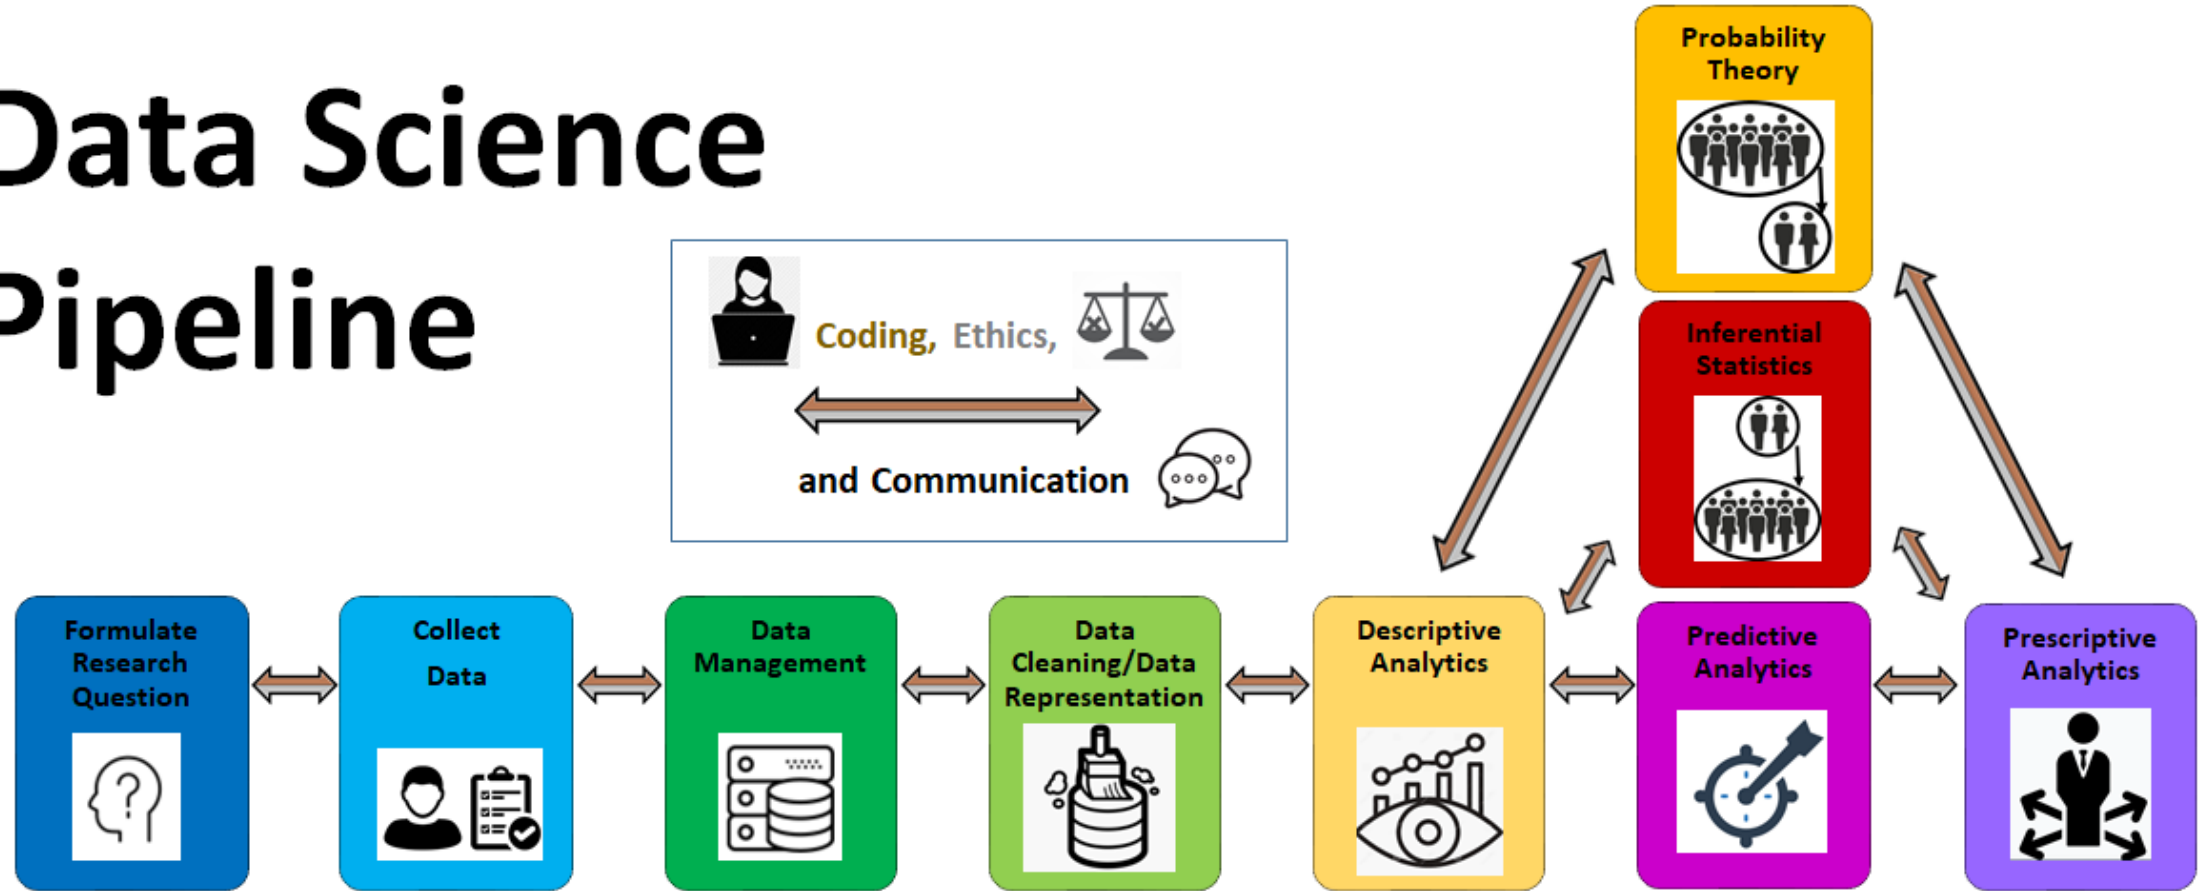 Data Science
Pipeline
Coding, Ethics,
and Communication
Probability
Theory
Inferential
Statistics
Formulate
Research
Question
Collect
Data
Data
Management
Data
Cleaning/Data
Representation
Descriptive
Analytics
Predictive
Analytics
Prescriptive
Analytics